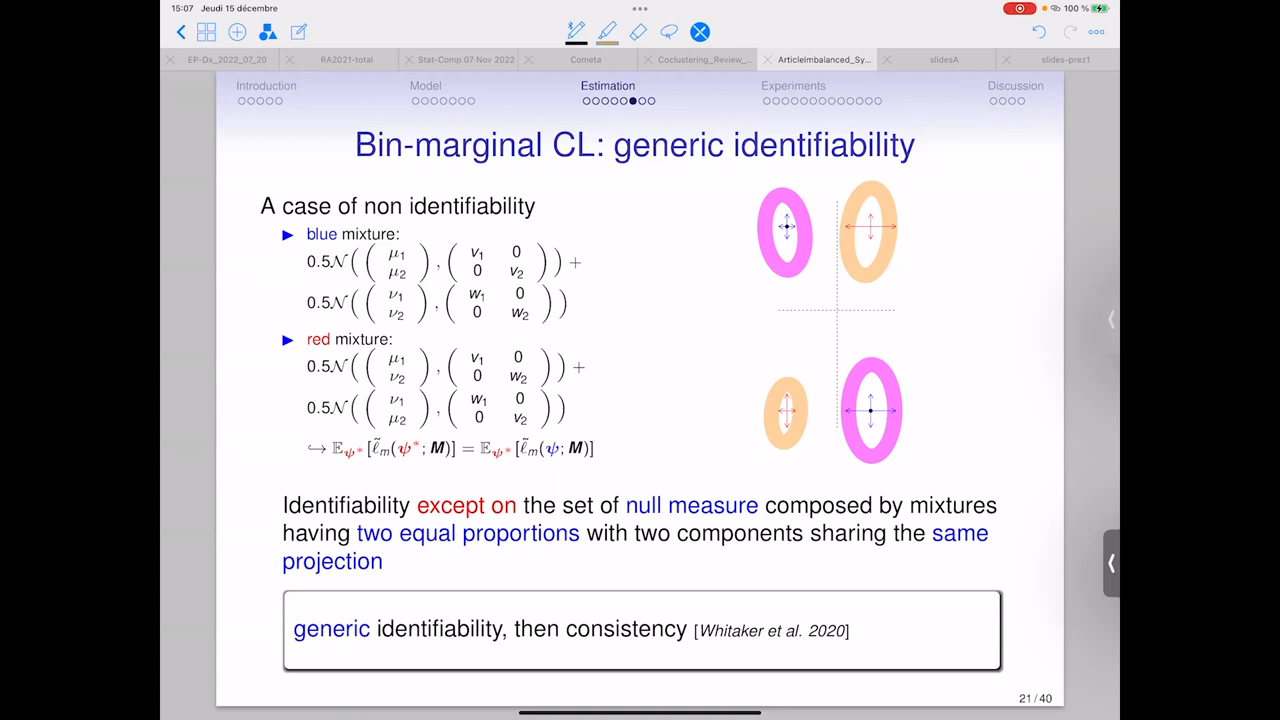 15:07 Jeudi 15 décembre
100 %
EP-Dx_2022_07_20
RA2021-total
Stat-Comp 07 Nov 2022
Cometa
Coclustering_Review_...
ArticleImbalanced_Sy...
slidesA
slides-prez1
Introduction Model Estimation Experiments Discussion
Bin-marginal CL: generic identifiability
A case of non identifiability
▶ blue mixture:
0.5𝒩(( μ₁ μ₂ ), ( v₁ 0 0 v₂ )) +
0.5𝒩(( ν₁ ν₂ ), ( w₁ 0 0 w₂ ))
▶ red mixture:
0.5𝒩(( μ₁ ν₂ ), ( v₁ 0 0 w₂ )) +
0.5𝒩(( ν₁ μ₂ ), ( w₁ 0 0 v₂ ))
↪ 𝔼_ψ*[ℓ̃_m(ψ*; M)] = 𝔼_ψ*[ℓ̃_m(ψ; M)]
Identifiability except on the set of null measure composed by mixtures
having two equal proportions with two components sharing the same
projection
generic identifiability, then consistency [Whitaker et al. 2020]
21 / 40